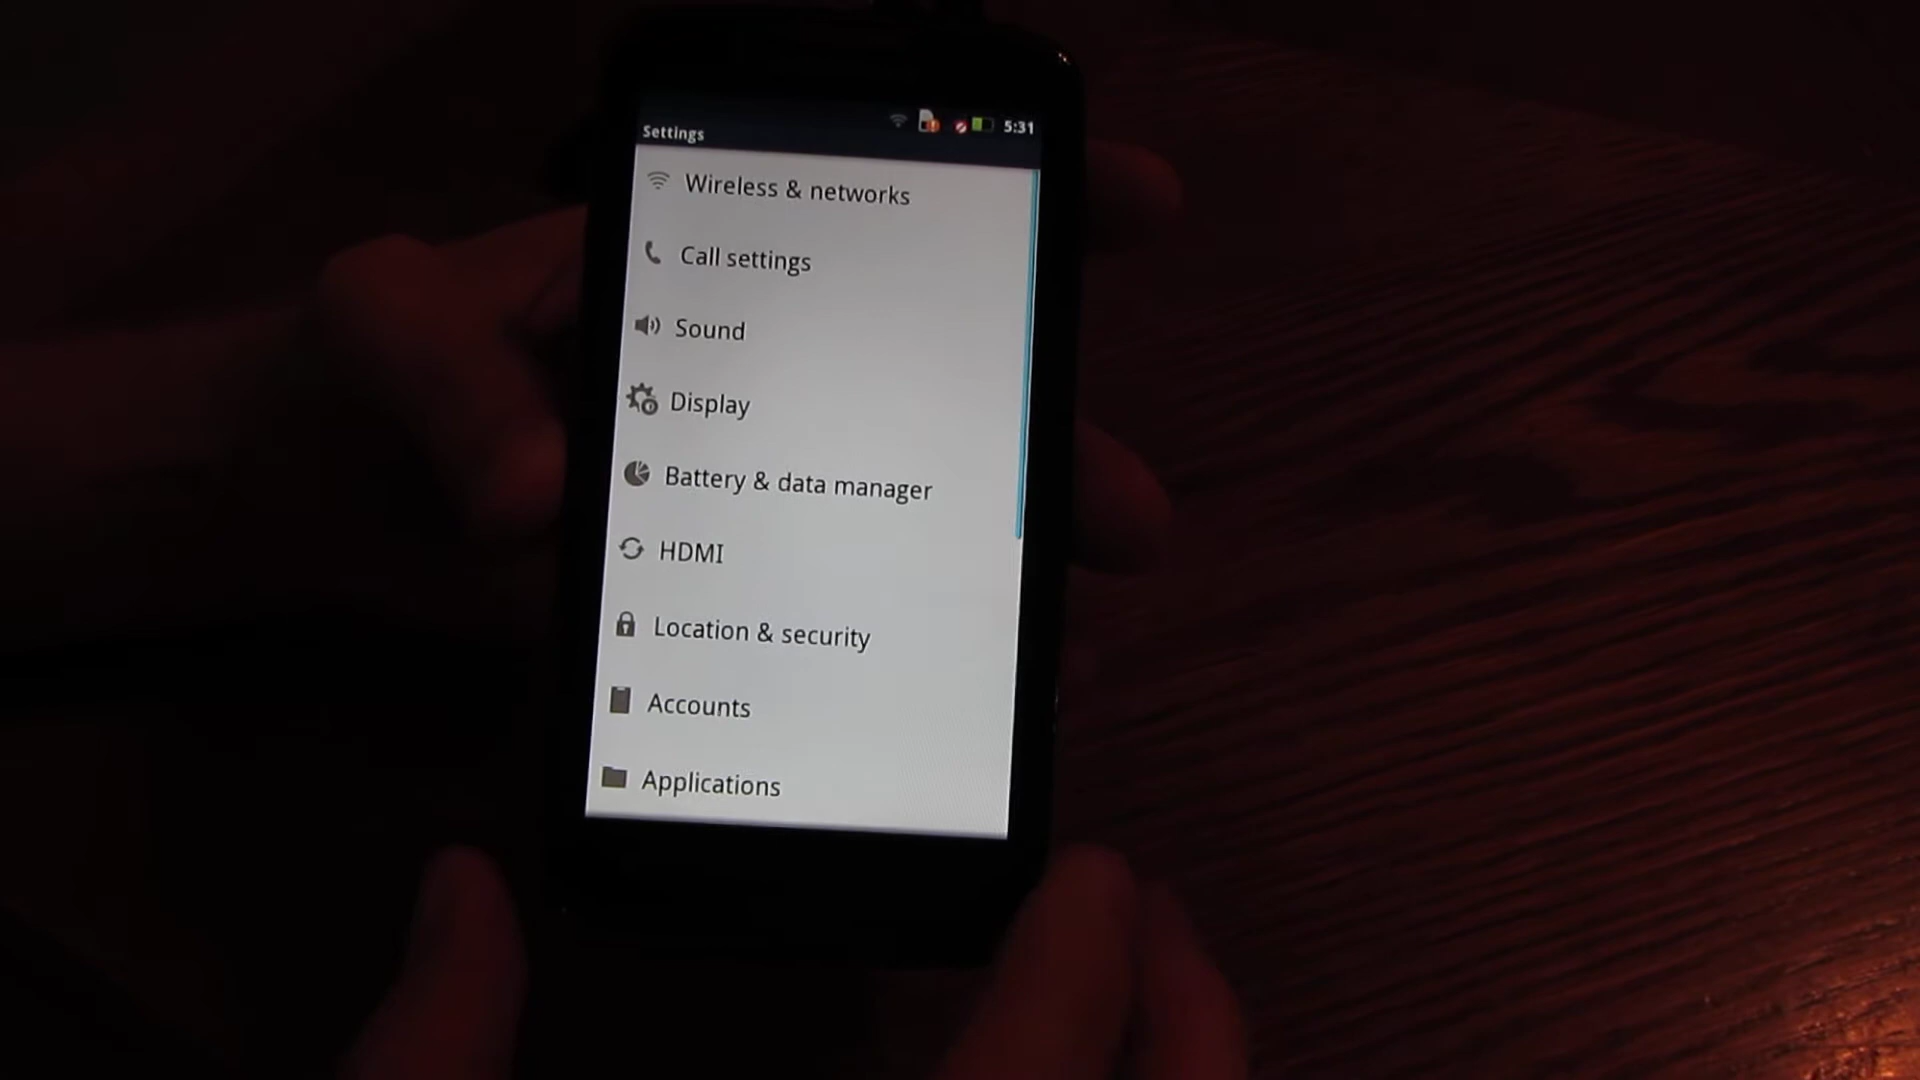 5:31
Settings
Wireless & networks
Call settings
Sound
Display
Battery & data manager
HDMI
Location & security
Accounts
Applications